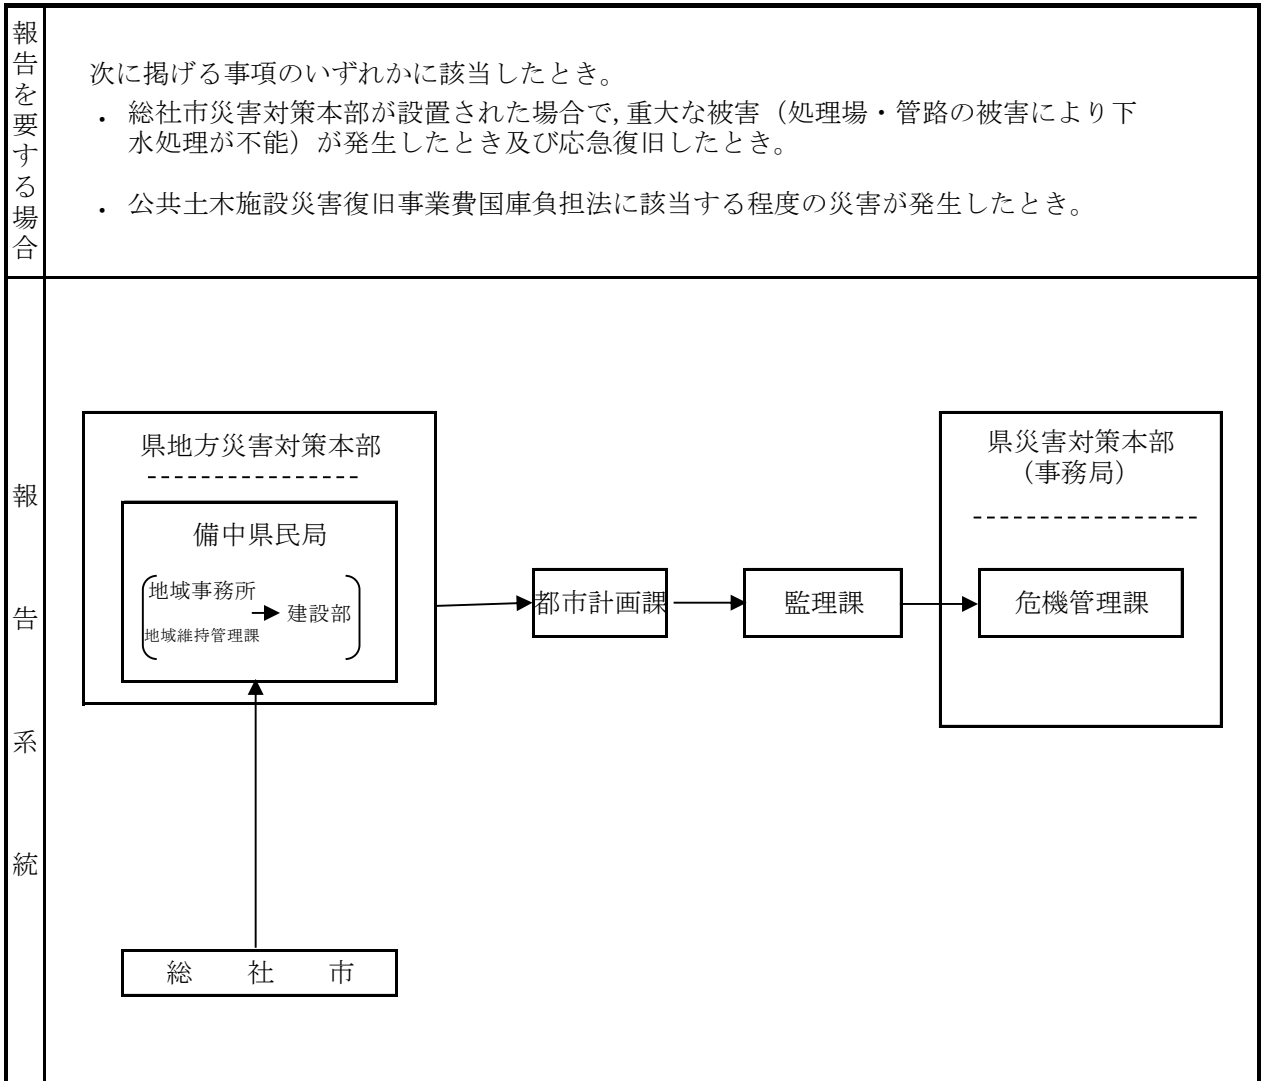 報告を要する場合
次に掲げる事項のいずれかに該当したとき。
・ 総社市災害対策本部が設置された場合で,重大な被害（処理場・管路の被害により下
水処理が不能）が発生したとき及び応急復旧したとき。
・ 公共土木施設災害復旧事業費国庫負担法に該当する程度の災害が発生したとき。
報告系統
県地方災害対策本部
備中県民局
地域事務所
建設部
地域維持管理課
都市計画課
監理課
県災害対策本部
（事務局）
危機管理課
総　社　市